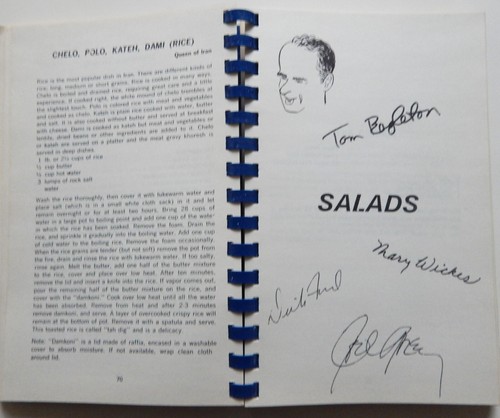 CHELO, POLO, KATEH, DAMI (RICE)
Queen of Iran
Rice is the most popular dish in Iran. There are different kinds of
rice, long, medium or short grains. Rice is cooked in many ways.
Chelo is boiled and drained rice, requiring great care and a little
experience. If cooked right, the white mound of chelo trembles at
the slightest touch. Polo is colored rice with meat and vegetables
and cooked as chelo. Kateh is plain rice cooked with water, butter
and salt. It is also cooked without butter and served at breakfast
with cheese. Dami is cooked as kateh but meat and vegetables or
lentils, dried beans or other ingredients are added to it. Chelo
or kateh are served on a platter and the meat gravy khoresh is
served in deep dishes.
1 lb. or 2½ cups of rice
½ cup butter
½ cup hot water
3 lumps of rock salt
water
Wash the rice thoroughly, then cover it with lukewarm water and
place salt (which is in a small white cloth sack) in it and let
remain overnight or for at least two hours. Bring 28 cups of
water in a large pot to boiling point and add one cup of the water
in which the rice has been soaked. Remove the foam. Drain the
rice, and sprinkle it gradually into the boiling water. Add one cup
of cold water to the boiling rice. Remove the foam occasionally.
When the rice grains are tender (but not soft) remove the pot from
the fire, drain and rinse the rice with lukewarm water. If too salty,
rinse again. Melt the butter, add one half of the butter mixture
to the rice, cover and place over low heat. After ten minutes,
remove the lid and insert a knife into the rice. If vapor comes out,
pour the remaining half of the butter mixture on the rice, and
cover with the "damkoni." Cook over low heat until all the water
has been absorbed. Remove from heat and after 2-3 minutes
remove damkoni, and serve. A layer of overcooked crispy rice will
remain at the bottom of pot. Remove it with a spatula and serve.
This toasted rice is called "tah dig" and is a delicacy.
Note: "Damkoni" is a lid made of raffia, encased in a washable
cover to absorb moisture. If not available, wrap clean cloth
around lid.
70
Tom
SALADS
Mary Wickes
Joel Grey